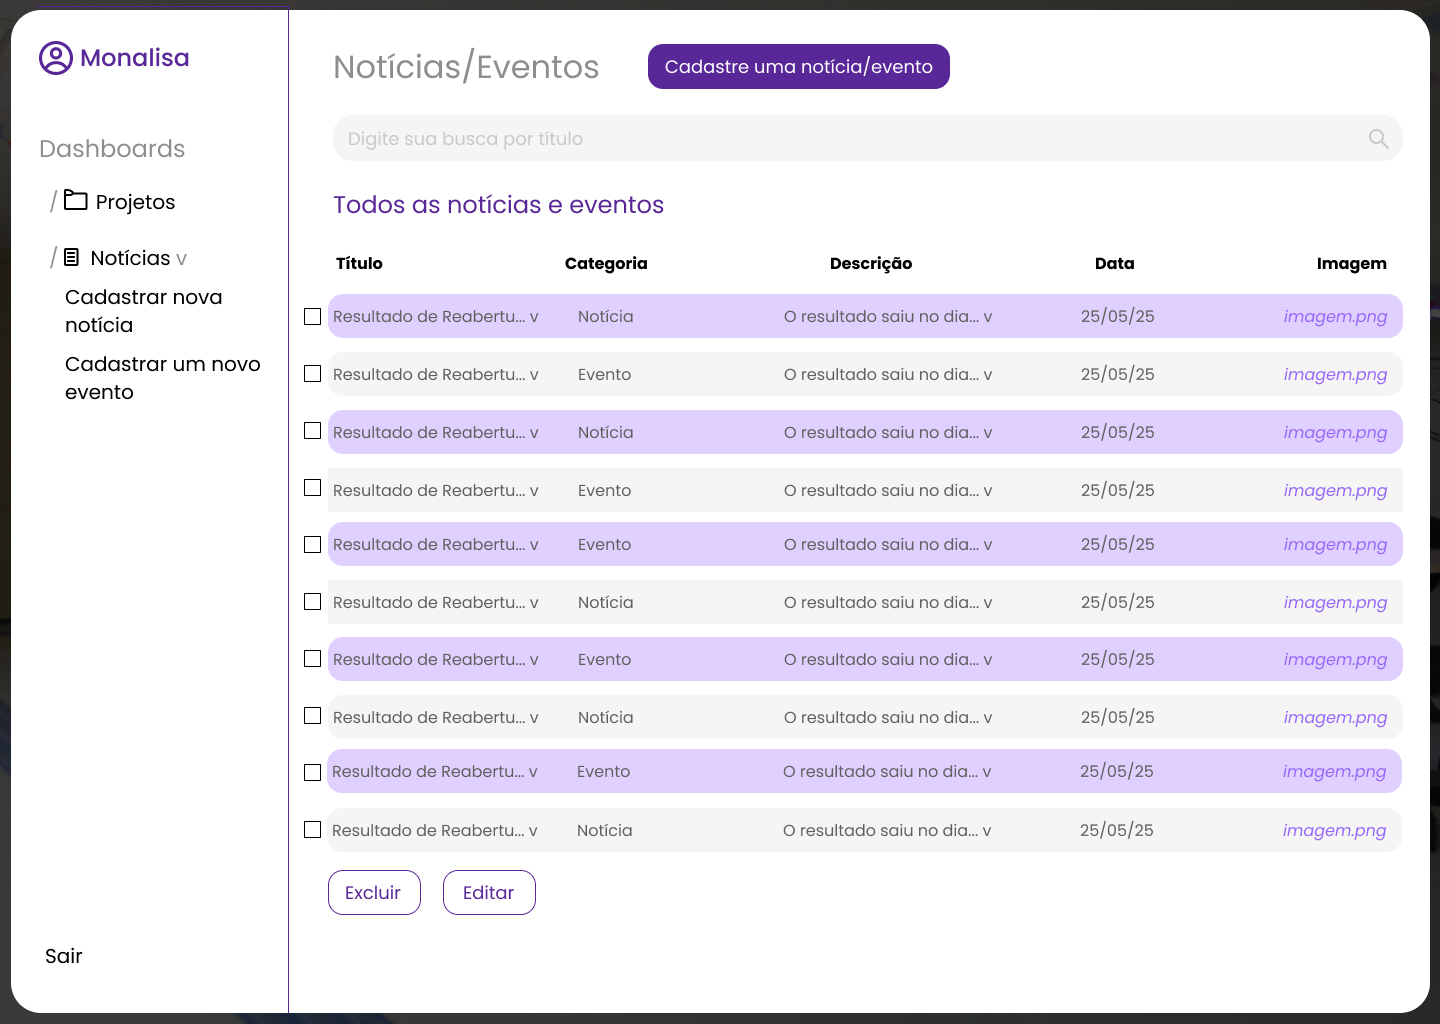 Monalisa
Dashboards
/ Projetos
/ Notícias v
Cadastrar nova
notícia
Cadastrar um novo
evento
Sair
Notícias/Eventos
Cadastre uma notícia/evento
Digite sua busca por título
Todos as notícias e eventos
Título Categoria Descrição Data Imagem
Resultado de Reabertu... v Notícia O resultado saiu no dia... v 25/05/25 imagem.png
Resultado de Reabertu... v Evento O resultado saiu no dia... v 25/05/25 imagem.png
Resultado de Reabertu... v Notícia O resultado saiu no dia... v 25/05/25 imagem.png
Resultado de Reabertu... v Evento O resultado saiu no dia... v 25/05/25 imagem.png
Resultado de Reabertu... v Evento O resultado saiu no dia... v 25/05/25 imagem.png
Resultado de Reabertu... v Notícia O resultado saiu no dia... v 25/05/25 imagem.png
Resultado de Reabertu... v Evento O resultado saiu no dia... v 25/05/25 imagem.png
Resultado de Reabertu... v Notícia O resultado saiu no dia... v 25/05/25 imagem.png
Resultado de Reabertu... v Evento O resultado saiu no dia... v 25/05/25 imagem.png
Resultado de Reabertu... v Notícia O resultado saiu no dia... v 25/05/25 imagem.png
Excluir Editar